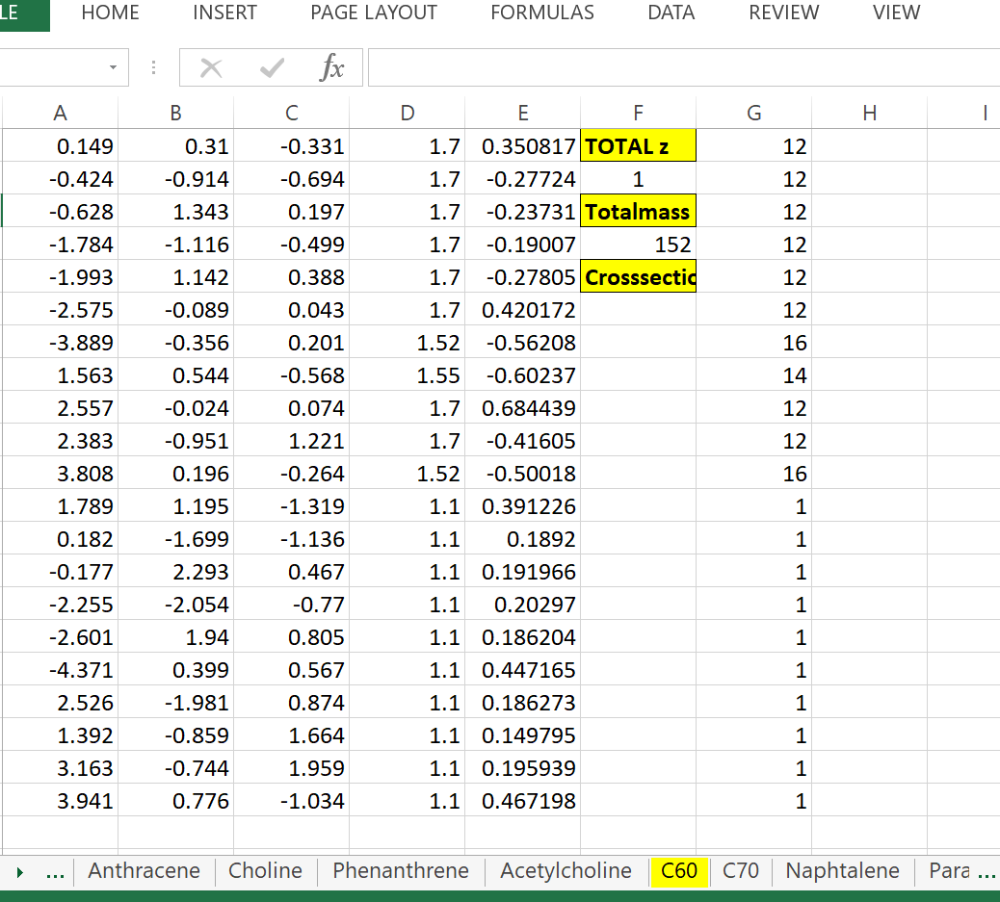 LE HOME INSERT PAGE LAYOUT FORMULAS DATA REVIEW VIEW
fx
A B C D E F G H I
0.149 0.31 -0.331 1.7 0.350817 TOTAL z 12
-0.424 -0.914 -0.694 1.7 -0.27724 1 12
-0.628 1.343 0.197 1.7 -0.23731 Totalmass 12
-1.784 -1.116 -0.499 1.7 -0.19007 152 12
-1.993 1.142 0.388 1.7 -0.27805 Crosssectio 12
-2.575 -0.089 0.043 1.7 0.420172 12
-3.889 -0.356 0.201 1.52 -0.56208 16
1.563 0.544 -0.568 1.55 -0.60237 14
2.557 -0.024 0.074 1.7 0.684439 12
2.383 -0.951 1.221 1.7 -0.41605 12
3.808 0.196 -0.264 1.52 -0.50018 16
1.789 1.195 -1.319 1.1 0.391226 1
0.182 -1.699 -1.136 1.1 0.1892 1
-0.177 2.293 0.467 1.1 0.191966 1
-2.255 -2.054 -0.77 1.1 0.20297 1
-2.601 1.94 0.805 1.1 0.186204 1
-4.371 0.399 0.567 1.1 0.447165 1
2.526 -1.981 0.874 1.1 0.186273 1
1.392 -0.859 1.664 1.1 0.149795 1
3.163 -0.744 1.959 1.1 0.195939 1
3.941 0.776 -1.034 1.1 0.467198 1
... Anthracene Choline Phenanthrene Acetylcholine C60 C70 Naphtalene Para ...